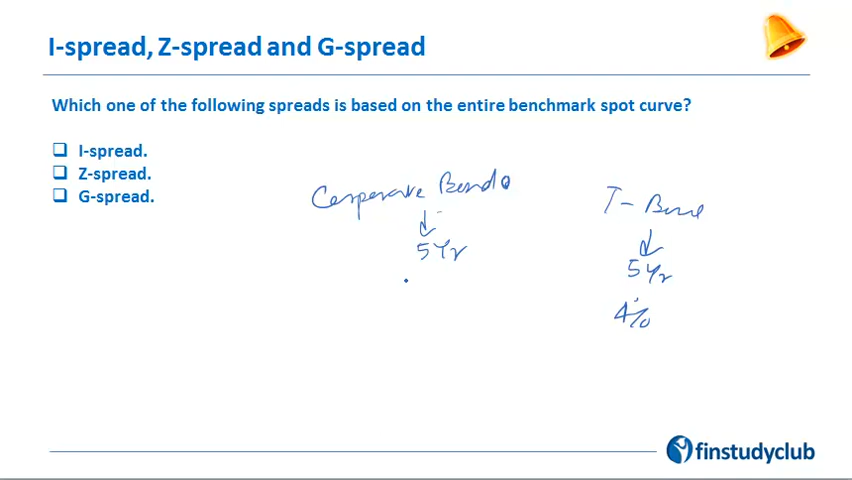 I-spread, Z-spread and G-spread
Which one of the following spreads is based on the entire benchmark spot curve?
I-spread.
Z-spread.
G-spread.
Corporate Bond
T-Bond
5Yr
5Yr
4%
finstudyclub